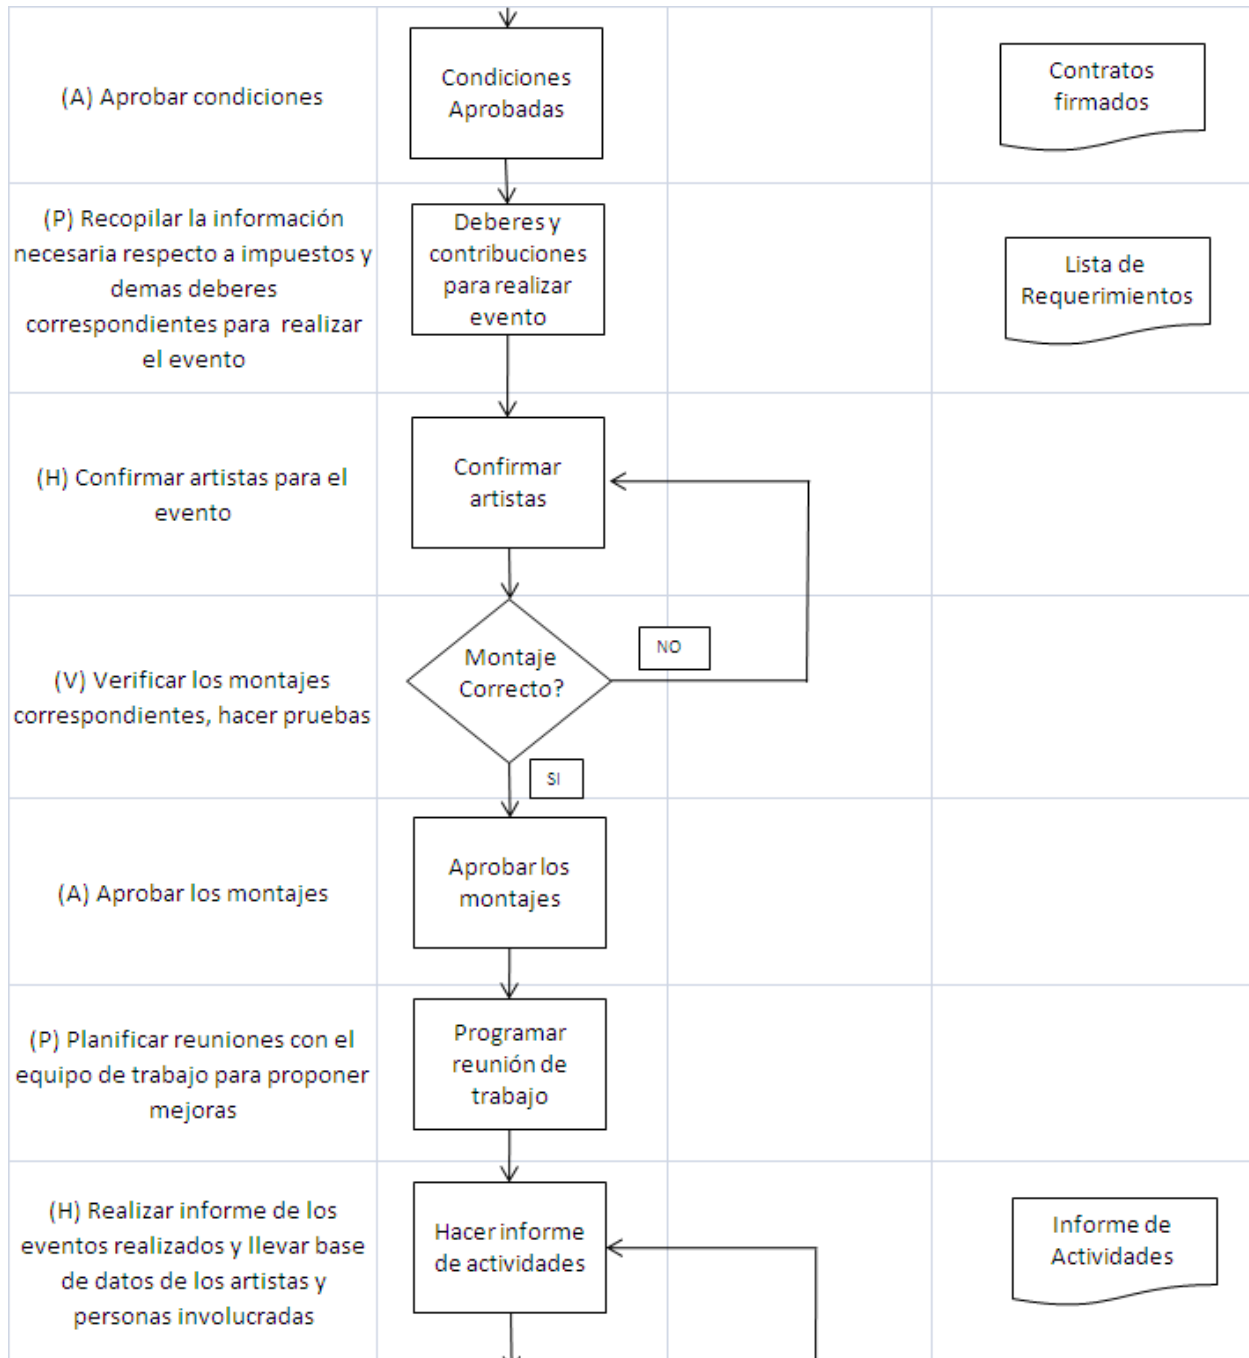 (A) Aprobar condiciones
Condiciones
Aprobadas
Contratos
firmados
(P) Recopilar la información
necesaria respecto a impuestos y
demas deberes
correspondientes para realizar
el evento
Deberes y
contribuciones
para realizar
evento
Lista de
Requerimientos
(H) Confirmar artistas para el
evento
Confirmar
artistas
(V) Verificar los montajes
correspondientes, hacer pruebas
Montaje
Correcto?
NO
SI
(A) Aprobar los montajes
Aprobar los
montajes
(P) Planificar reuniones con el
equipo de trabajo para proponer
mejoras
Programar
reunión de
trabajo
(H) Realizar informe de los
eventos realizados y llevar base
de datos de los artistas y
personas involucradas
Hacer informe
de actividades
Informe de
Actividades